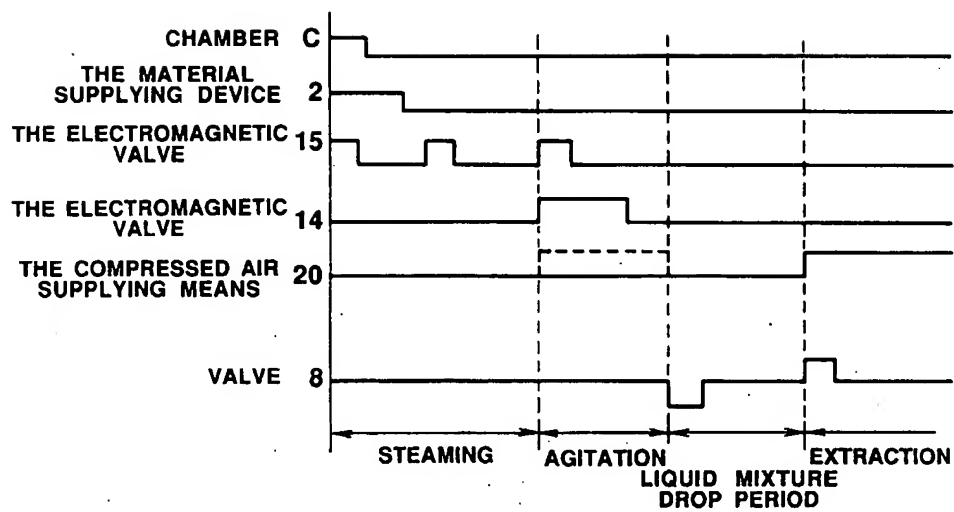 CHAMBER C
THE MATERIAL
SUPPLYING DEVICE 2
THE ELECTROMAGNETIC
VALVE 15
THE ELECTROMAGNETIC
VALVE 14
THE COMPRESSED AIR
SUPPLYING MEANS 20
VALVE 8
STEAMING AGITATION EXTRACTION
LIQUID MIXTURE
DROP PERIOD